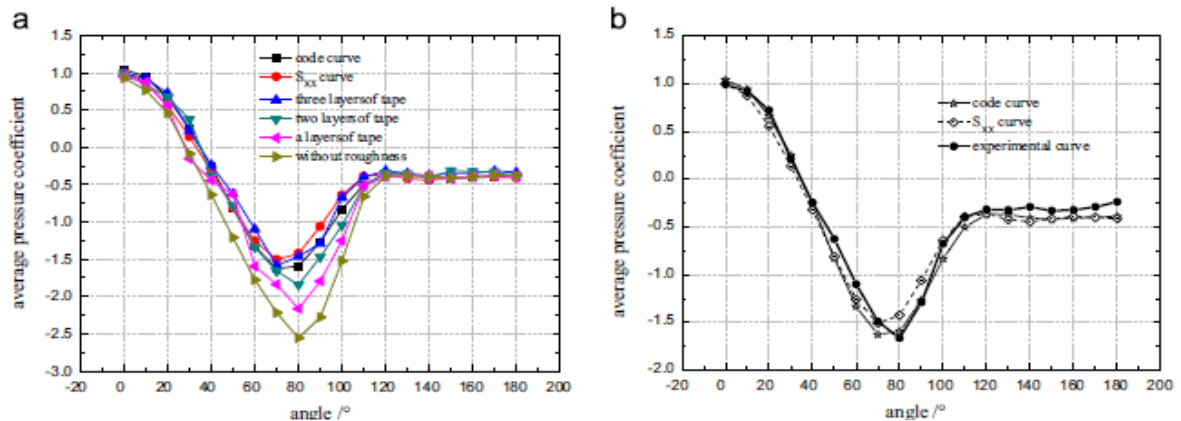 a
1.5
1.0
0.5
0.0
-0.5
-1.0
-1.5
-2.0
-2.5
-3.0
average pressure coefficient
code curve
Sxx curve
three layersof tape
two layersof tape
a layersof tape
without roughness
-20 0 20 40 60 80 100 120 140 160 180 200
angle /°
b
1.5
1.0
0.5
0.0
-0.5
-1.0
-1.5
-2.0
average pressure coefficient
code curve
Sxx curve
experimental curve
-20 0 20 40 60 80 100 120 140 160 180 200
angle /°